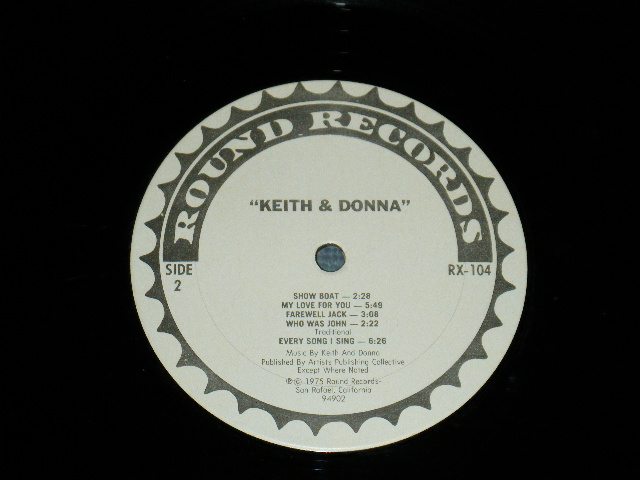 ROUND RECORDS
"KEITH & DONNA"
SIDE
2
RX-104
SHOW BOAT — 2:28
MY LOVE FOR YOU — 5:49
FAREWELL JACK — 3:08
WHO WAS JOHN — 2:22
Traditional
EVERY SONG I SING — 6:26
Music By Keith And Donna
Published By Artists Publishing Collective
Except Where Noted
℗© 1975 Round Records-
San Rafael, California
94902